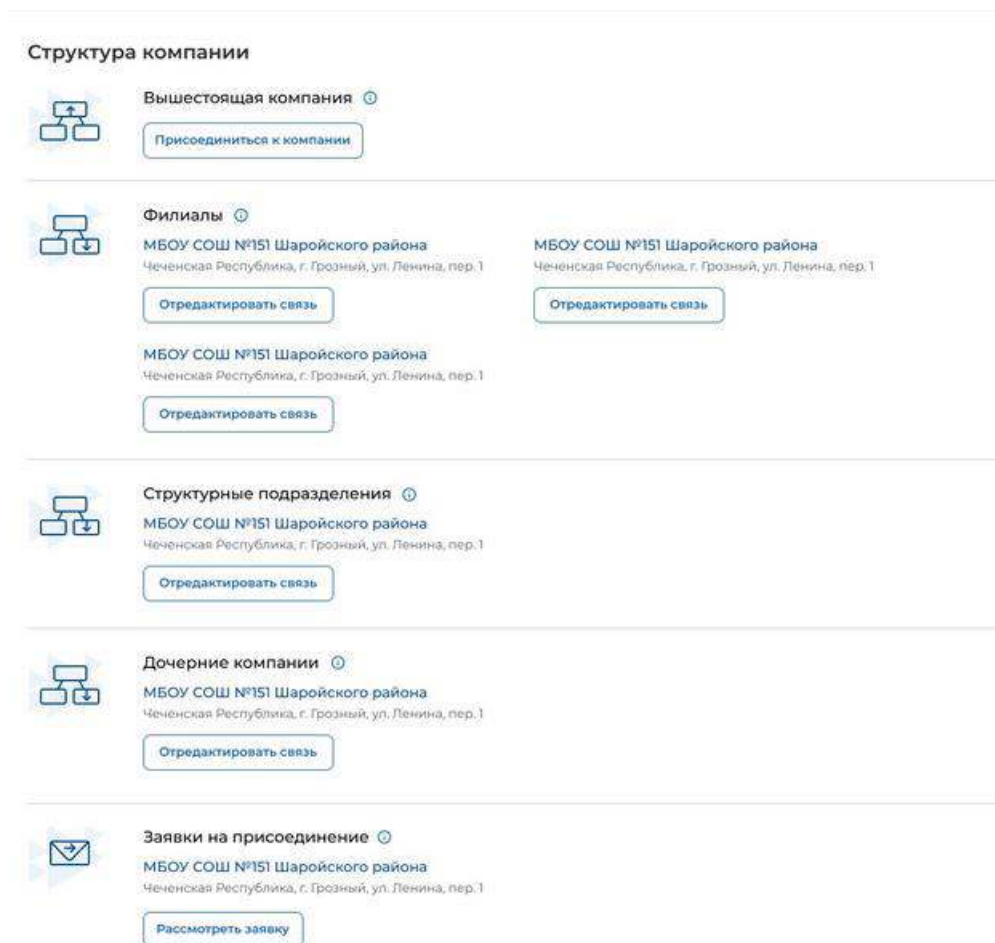 Структура компании
Вышестоящая компания
Присоединиться к компании
Филиалы
МБОУ СОШ №151 Шаройского района
Чеченская Республика, г. Грозный, ул. Ленина, пер. 1
Отредактировать связь
МБОУ СОШ №151 Шаройского района
Чеченская Республика, г. Грозный, ул. Ленина, пер. 1
Отредактировать связь
МБОУ СОШ №151 Шаройского района
Чеченская Республика, г. Грозный, ул. Ленина, пер. 1
Отредактировать связь
Структурные подразделения
МБОУ СОШ №151 Шаройского района
Чеченская Республика, г. Грозный, ул. Ленина, пер. 1
Отредактировать связь
Дочерние компании
МБОУ СОШ №151 Шаройского района
Чеченская Республика, г. Грозный, ул. Ленина, пер. 1
Отредактировать связь
Заявки на присоединение
МБОУ СОШ №151 Шаройского района
Чеченская Республика, г. Грозный, ул. Ленина, пер. 1
Рассмотреть заявку